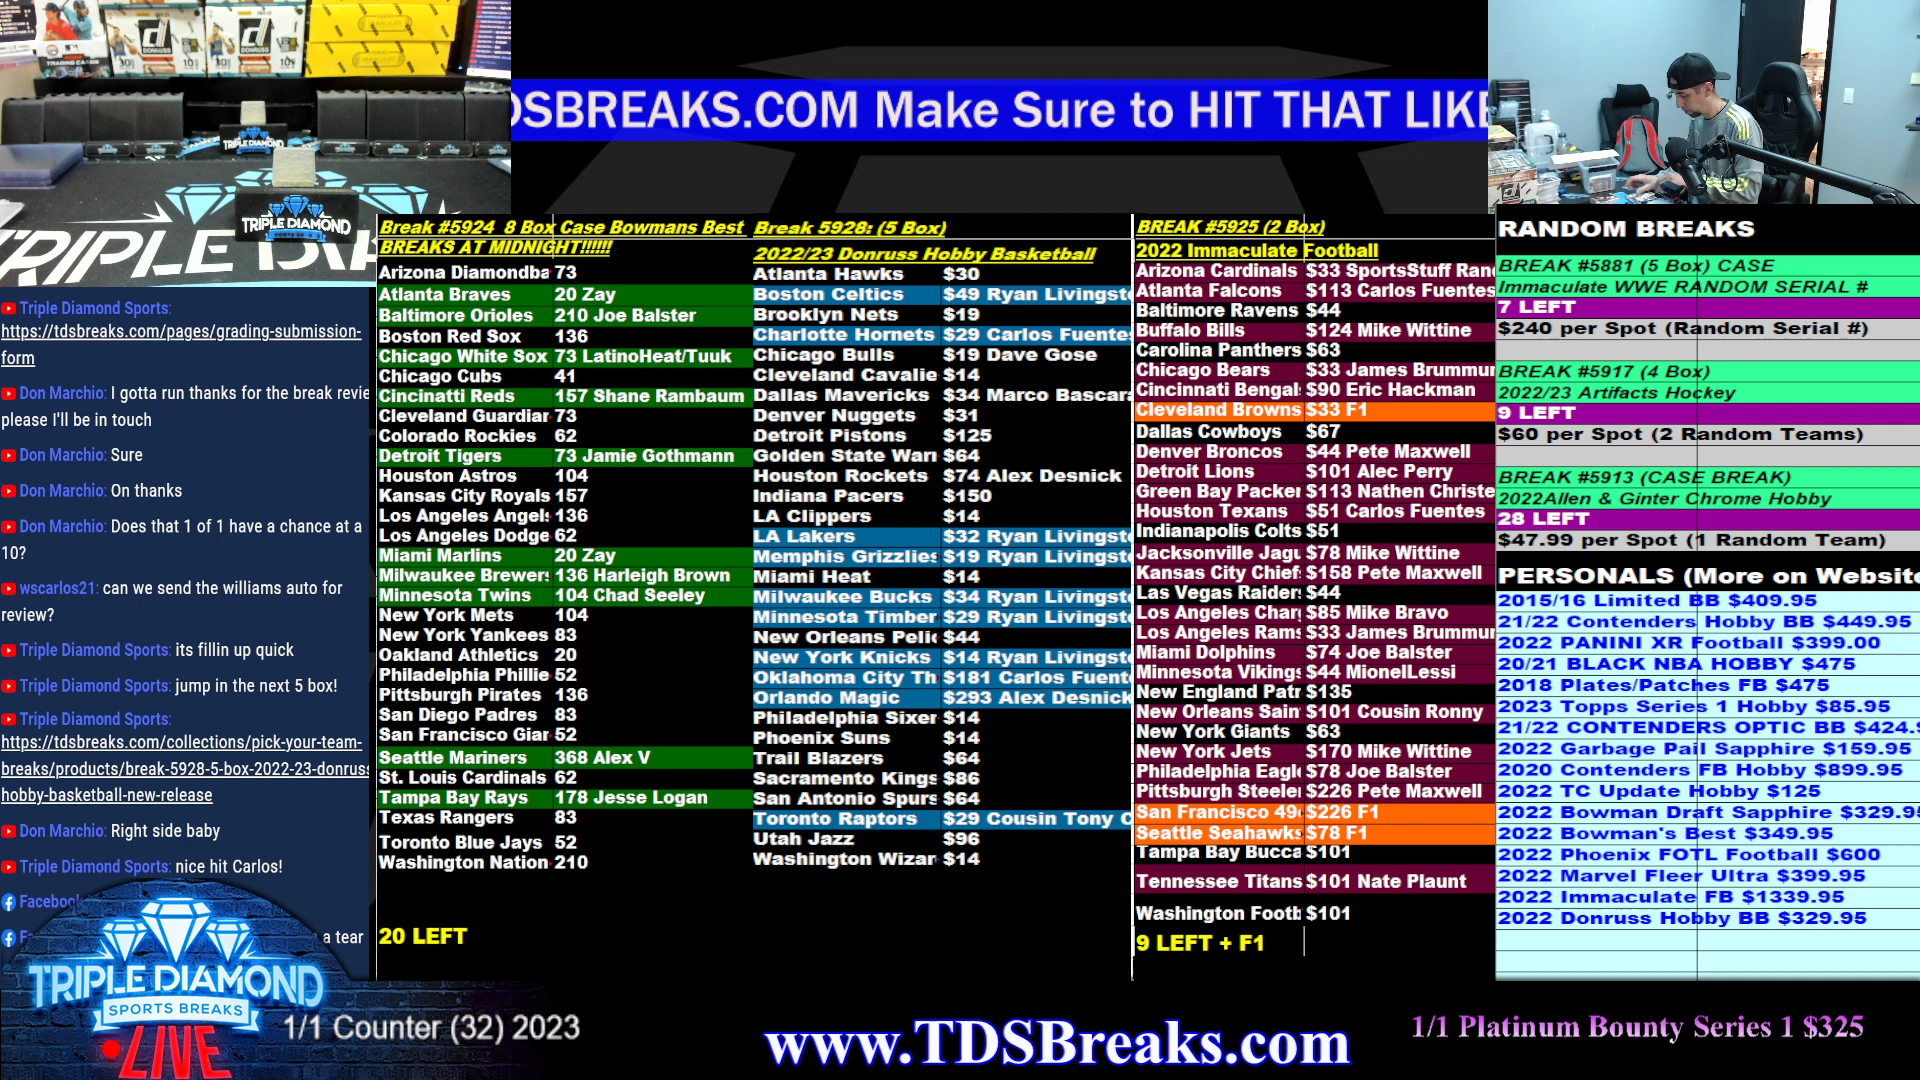 DSBREAKS.COM Make Sure to HIT THAT LIKE
DONRUSS
DONRUSS
TRIPLE DIAMOND
TRIPLE DIAMOND
Triple Diamond Sports:
https://tdsbreaks.com/pages/grading-submission-
form
Don Marchio: I gotta run thanks for the break revie
please I'll be in touch
Don Marchio: Sure
Don Marchio: On thanks
Don Marchio: Does that 1 of 1 have a chance at a
10?
wscarlos21: can we send the williams auto for
review?
Triple Diamond Sports: its fillin up quick
Triple Diamond Sports: jump in the next 5 box!
Triple Diamond Sports:
https://tdsbreaks.com/collections/pick-your-team-
breaks/products/break-5928-5-box-2022-23-donruss
hobby-basketball-new-release
Don Marchio: Right side baby
Triple Diamond Sports: nice hit Carlos!
a tear
Break #5924 8 Box Case Bowmans Best
BREAKS AT MIDNIGHT!!!!!!
Arizona Diamondba 73
Atlanta Braves 20 Zay
Baltimore Orioles 210 Joe Balster
Boston Red Sox 136
Chicago White Sox 73 LatinoHeat/Tuuk
Chicago Cubs 41
Cincinatti Reds 157 Shane Rambaum
Cleveland Guardiar 73
Colorado Rockies 62
Detroit Tigers 73 Jamie Gothmann
Houston Astros 104
Kansas City Royals 157
Los Angeles Angel 136
Los Angeles Dodge 62
Miami Marlins 20 Zay
Milwaukee Brewers 136 Harleigh Brown
Minnesota Twins 104 Chad Seeley
New York Mets 104
New York Yankees 83
Oakland Athletics 20
Philadelphia Phillie 52
Pittsburgh Pirates 136
San Diego Padres 83
San Francisco Giar 52
Seattle Mariners 368 Alex V
St. Louis Cardinals 62
Tampa Bay Rays 178 Jesse Logan
Texas Rangers 83
Toronto Blue Jays 52
Washington Nation 210
20 LEFT
Break 5928: (5 Box)
2022/23 Donruss Hobby Basketball
Atlanta Hawks $30
Boston Celtics $49 Ryan Livingst
Brooklyn Nets $19
Charlotte Hornets $29 Carlos Fuentes
Chicago Bulls $19 Dave Gose
Cleveland Cavalie $14
Dallas Mavericks $34 Marco Bascar
Denver Nuggets $31
Detroit Pistons $125
Golden State Warr $64
Houston Rockets $74 Alex Desnick
Indiana Pacers $150
LA Clippers $14
LA Lakers $32 Ryan Livingst
Memphis Grizzlies $19 Ryan Livingst
Miami Heat $14
Milwaukee Bucks $34 Ryan Livingst
Minnesota Timber $29 Ryan Livingst
New Orleans Pelic $44
New York Knicks $14 Ryan Livingst
Oklahoma City Th $181 Carlos Fuent
Orlando Magic $293 Alex Desnick
Philadelphia Sixer $14
Phoenix Suns $14
Trail Blazers $64
Sacramento Kings $86
San Antonio Spurs $64
Toronto Raptors $29 Cousin Tony C
Utah Jazz $96
Washington Wizar $14
BREAK #5925 (2 Box)
2022 Immaculate Football
Arizona Cardinals $33 SportsStuff Ran
Atlanta Falcons $113 Carlos Fuentes
Baltimore Ravens $44
Buffalo Bills $124 Mike Wittine
Carolina Panthers $63
Chicago Bears $33 James Brummur
Cincinnati Bengal $90 Eric Hackman
Cleveland Browns $33 F1
Dallas Cowboys $67
Denver Broncos $44 Pete Maxwell
Detroit Lions $101 Alec Perry
Green Bay Packer $113 Nathen Christe
Houston Texans $51 Carlos Fuentes
Indianapolis Colts $51
Jacksonville Jagu $78 Mike Wittine
Kansas City Chief $158 Pete Maxwell
Las Vegas Raider $44
Los Angeles Char $85 Mike Bravo
Los Angeles Rams $33 James Brummur
Miami Dolphins $74 Joe Balster
Minnesota Vikings $44 MionelLessi
New England Patr $135
New Orleans Sain $101 Cousin Ronny
New York Giants $63
New York Jets $170 Mike Wittine
Philadelphia Eagl $78 Joe Balster
Pittsburgh Steele $226 Pete Maxwell
San Francisco 49 $226 F1
Seattle Seahawks $78 F1
Tampa Bay Bucca $101
Tennessee Titans $101 Nate Plaunt
Washington Footb $101
9 LEFT + F1
RANDOM BREAKS
BREAK #5881 (5 Box) CASE
Immaculate WWE RANDOM SERIAL #
7 LEFT
$240 per Spot (Random Serial #)
BREAK #5917 (4 Box)
2022/23 Artifacts Hockey
9 LEFT
$60 per Spot (2 Random Teams)
BREAK #5913 (CASE BREAK)
2022Allen & Ginter Chrome Hobby
28 LEFT
$47.99 per Spot (1 Random Team)
PERSONALS (More on Website
2015/16 Limited BB $409.95
21/22 Contenders Hobby BB $449.95
2022 PANINI XR Football $399.00
20/21 BLACK NBA HOBBY $475
2018 Plates/Patches FB $475
2023 Topps Series 1 Hobby $85.95
21/22 CONTENDERS OPTIC BB $424.
2022 Garbage Pail Sapphire $159.95
2020 Contenders FB Hobby $899.95
2022 TC Update Hobby $125
2022 Bowman Draft Sapphire $329.9
2022 Bowman's Best $349.95
2022 Phoenix FOTL Football $600
2022 Marvel Fleer Ultra $399.95
2022 Immaculate FB $1339.95
2022 Donruss Hobby BB $329.95
TRIPLE DIAMOND
SPORTS BREAKS
LIVE
1/1 Counter (32) 2023
www.TDSBreaks.com
1/1 Platinum Bounty Series 1 $325